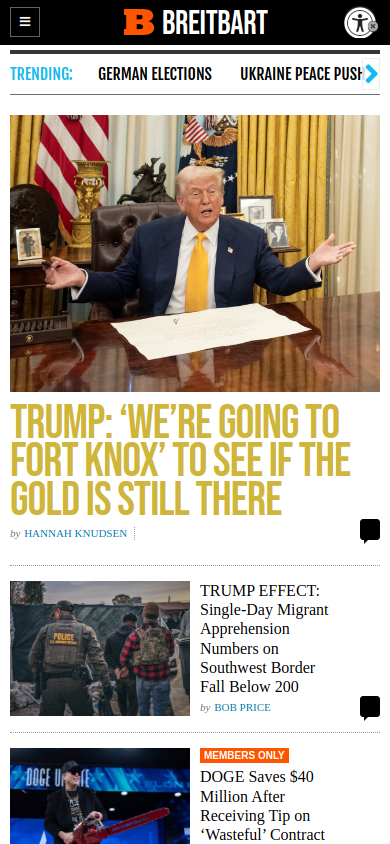 B BREITBART
TRENDING:
GERMAN ELECTIONS
UKRAINE PEACE PUSH
TRUMP: ‘WE’RE GOING TO
FORT KNOX’ TO SEE IF THE
GOLD IS STILL THERE
by HANNAH KNUDSEN
POLICE
TRUMP EFFECT:
Single-Day Migrant
Apprehension
Numbers on
Southwest Border
Fall Below 200
by BOB PRICE
MEMBERS ONLY
DOGE Saves $40
Million After
Receiving Tip on
‘Wasteful’ Contract